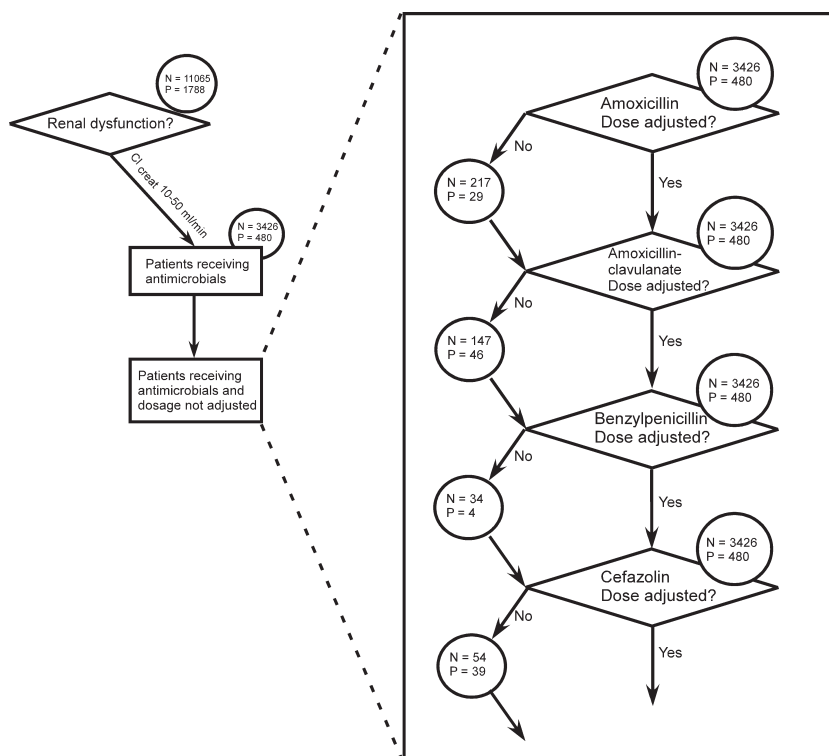 N = 11065
P = 1788
Renal dysfunction?
Cl creat 10-50 ml/min
N = 3426
P = 480
Patients receiving
antimicrobials
Patients receiving
antimicrobials and
dosage not adjusted
N = 3426
P = 480
Amoxicillin
Dose adjusted?
No
Yes
N = 217
P = 29
N = 3426
P = 480
Amoxicillin-
clavulanate
Dose adjusted?
No
Yes
N = 147
P = 46
N = 3426
P = 480
Benzylpenicillin
Dose adjusted?
No
Yes
N = 34
P = 4
N = 3426
P = 480
Cefazolin
Dose adjusted?
No
Yes
N = 54
P = 39